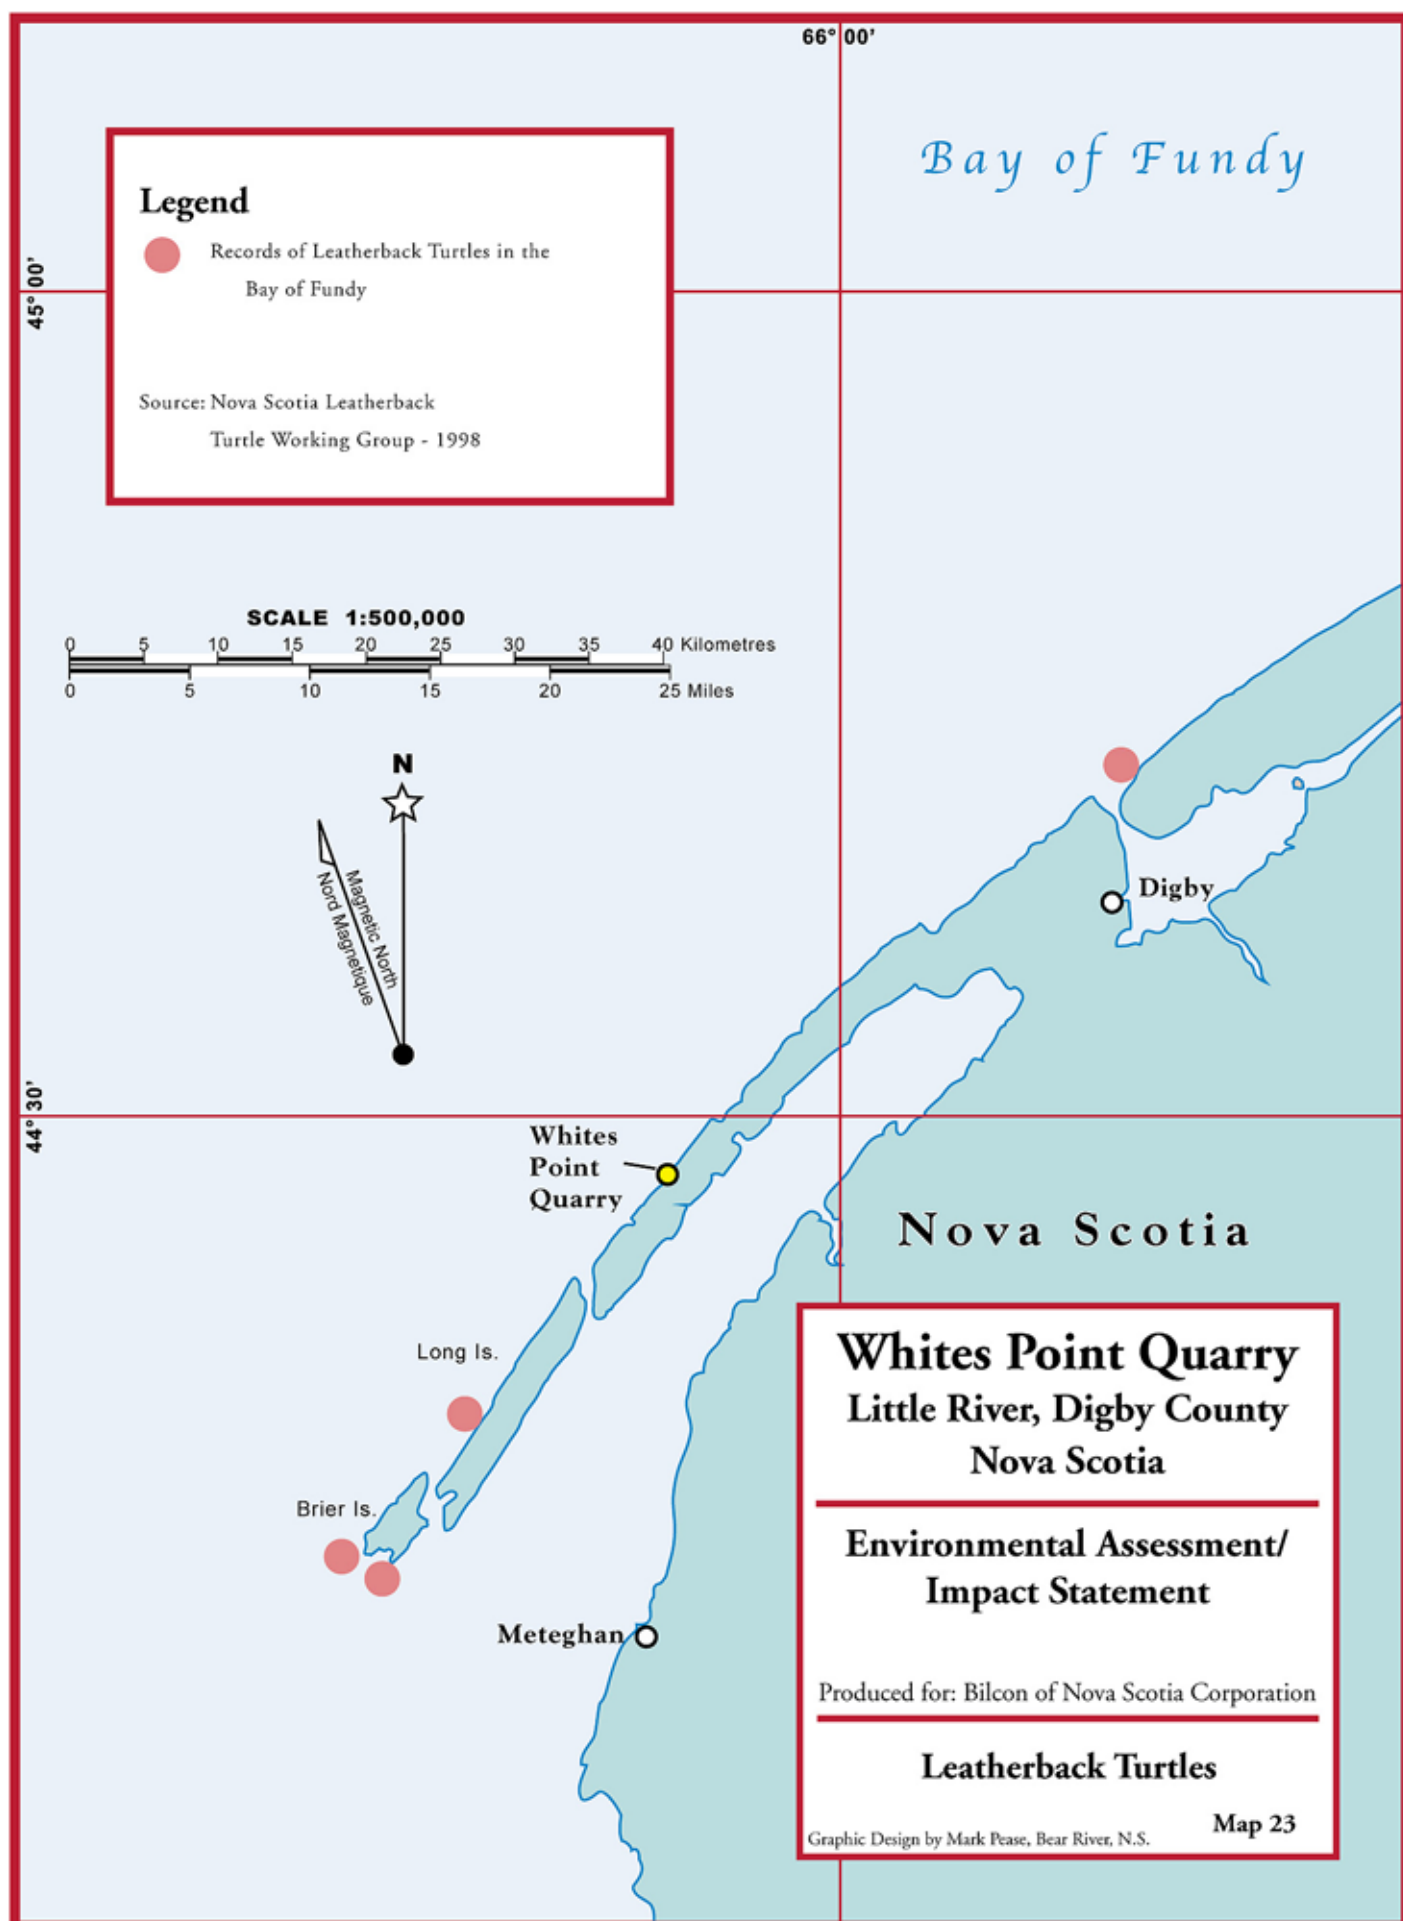 66° 00’
Bay of Fundy
Legend
Records of Leatherback Turtles in the
Bay of Fundy
45° 00’
Source: Nova Scotia Leatherback
Turtle Working Group - 1998
SCALE 1:500,000
0 5 10 15 20 25 30 35 40 Kilometres
0 5 10 15 20 25 Miles
N
Magnetic North
Nord Magnetique
Digby
44° 30’
Whites
Point
Quarry
Nova Scotia
Long Is.
Brier Is.
Meteghan
Whites Point Quarry
Little River, Digby County
Nova Scotia
Environmental Assessment/
Impact Statement
Produced for: Bilcon of Nova Scotia Corporation
Leatherback Turtles
Map 23
Graphic Design by Mark Pease, Bear River, N.S.